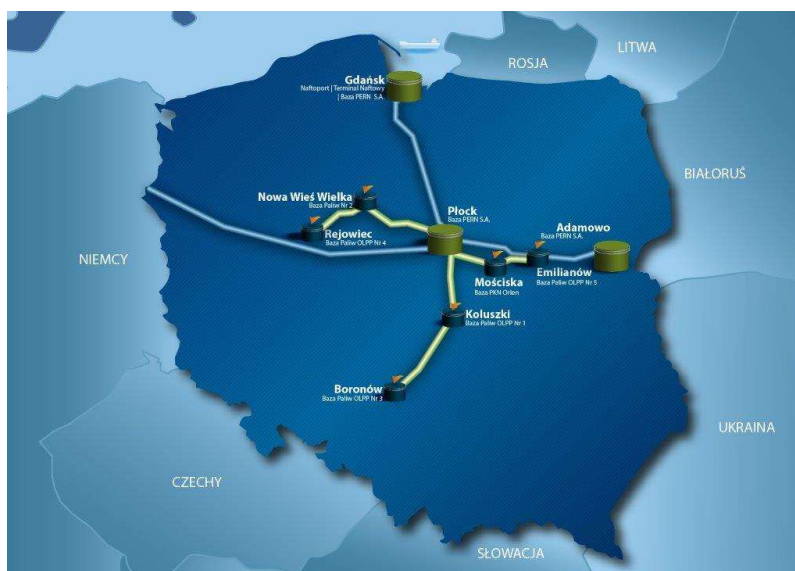 LITWA
ROSJA
Gdańsk
Naftoport | Terminal Naftowy
| Baza PERN S.A.
BIAŁORUŚ
Nowa Wieś Wielka
Baza Paliw Nr 2
Płock
Baza PERN S.A.
Rejowiec
Baza Paliw OLPP Nr 4
Adamowo
Baza PERN S.A.
NIEMCY
Emilianów
Baza Paliw OLPP Nr 5
Mościska
Baza PKN Orlen
Koluszki
Baza Paliw OLPP Nr 1
Boronów
Baza Paliw OLPP Nr 3
UKRAINA
CZECHY
SŁOWACJA